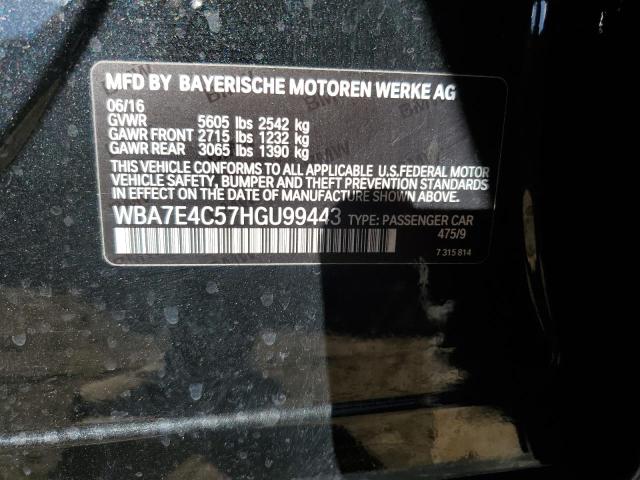 MFD BY BAYERISCHE MOTOREN WERKE AG
06/16
GVWR 5605 lbs 2542 kg
GAWR FRONT 2715 lbs 1232 kg
GAWR REAR 3065 lbs 1390 kg
THIS VEHICLE CONFORMS TO ALL APPLICABLE U.S.FEDERAL MOTOR
VEHICLE SAFETY, BUMPER AND THEFT PREVENTION STANDARDS
IN EFFECT ON THE DATE OF MANUFACTURE SHOWN ABOVE.
WBA7E4C57HGU99443 TYPE: PASSENGER CAR
475/9
7 315 814